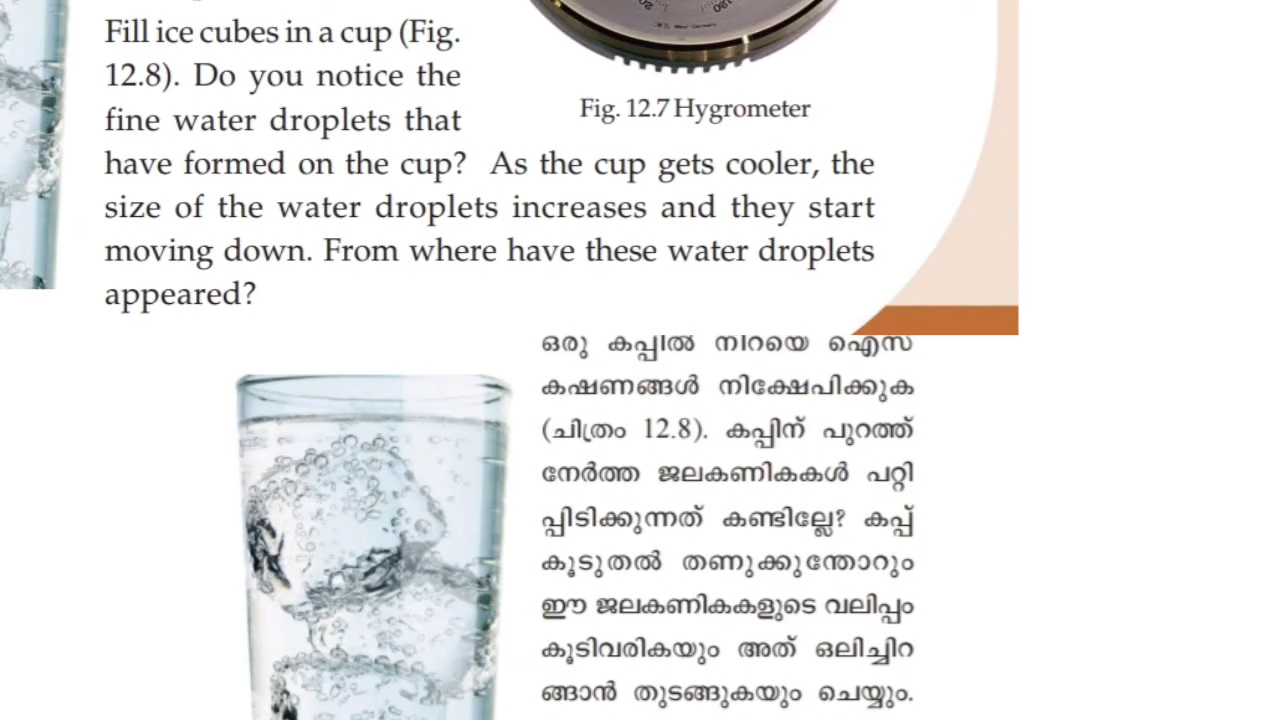 Fill ice cubes in a cup (Fig.
12.8). Do you notice the
fine water droplets that
have formed on the cup? As the cup gets cooler, the
size of the water droplets increases and they start
moving down. From where have these water droplets
appeared?
20
120
Fig. 12.7 Hygrometer
ഒരു കപ്പിൽ നിറയെ ഐസ്
കഷണങ്ങൾ നിക്ഷേപിക്കുക
(ചിത്രം 12.8). കപ്പിന് പുറത്ത്
നേർത്ത ജലകണികകൾ പറ്റി
പ്പിടിക്കുന്നത് കണ്ടില്ലേ? കപ്പ്
കൂടുതൽ തണുക്കുന്തോറും
ഈ ജലകണികകളുടെ വലിപ്പം
കൂടിവരികയും അത് ഒലിച്ചിറ
ങ്ങാൻ തുടങ്ങുകയും ചെയ്യും.